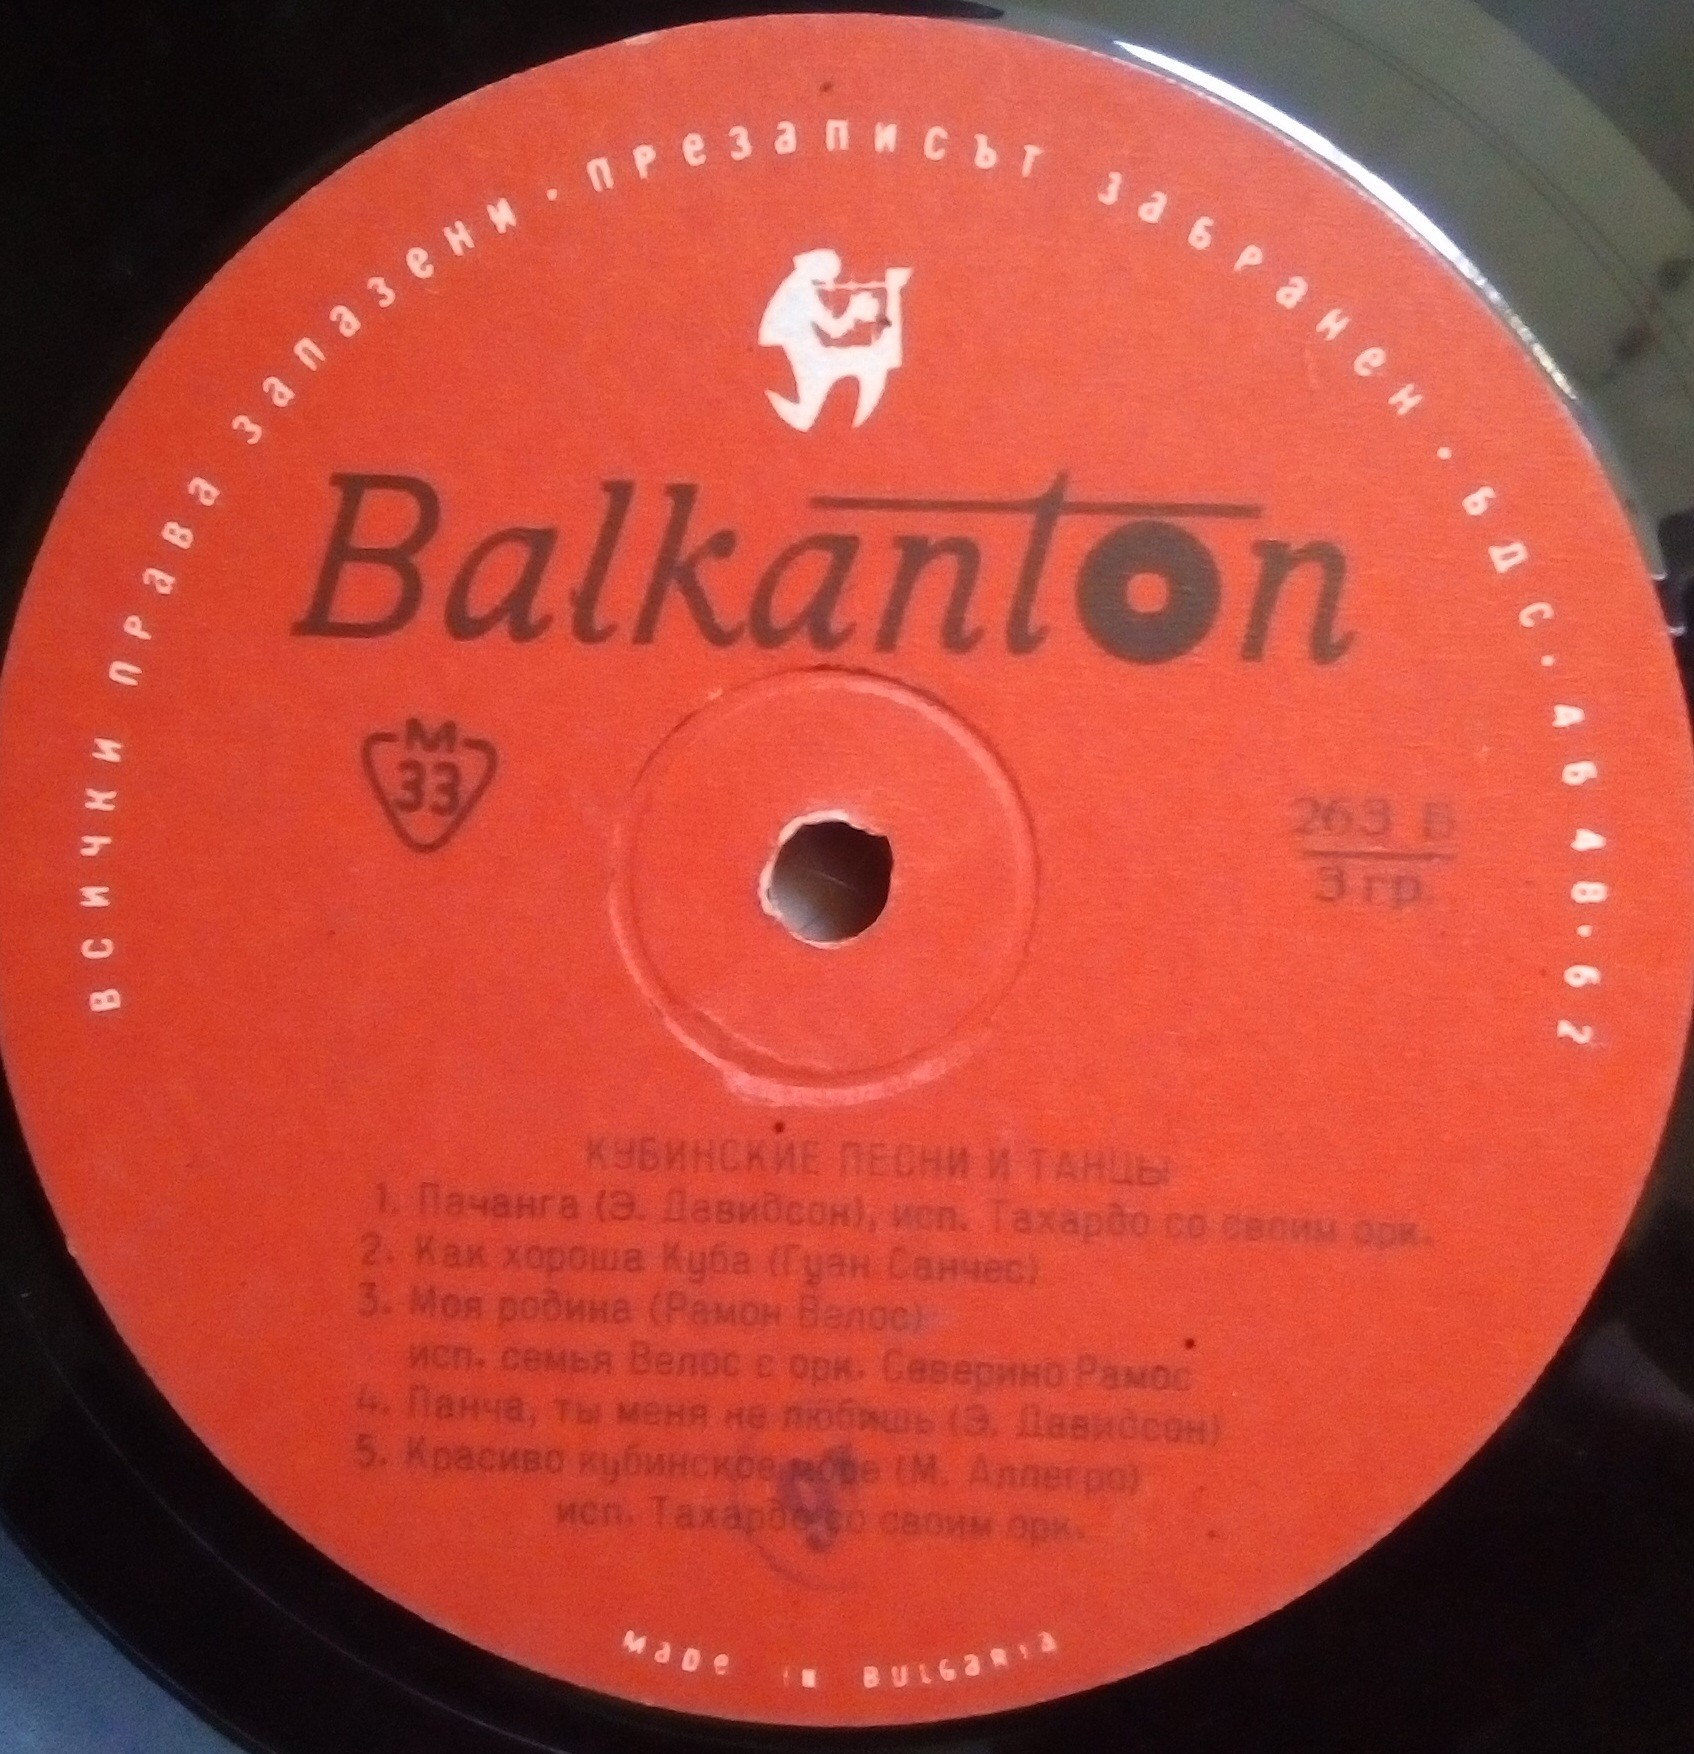 всички права запазени · презаписът забранен · БДС · 4648 · 62
Balkanton
М
33
263 Б
3 гр.
КУБИНСКИЕ ПЕСНИ И ТАНЦЫ
1. Пачанга (Э. Давидсон), исп. Тахардо со своим орк.
2. Как хороша Куба (Гуан Санчес)
3. Моя родина (Рамон Велос)
исп. семья Велос с орк. Северино Рамос
4. Панча, ты меня не любишь (Э. Давидсон)
5. Красиво кубинское море (М. Аллегро)
исп. Тахардо со своим орк.
made in BULGaria